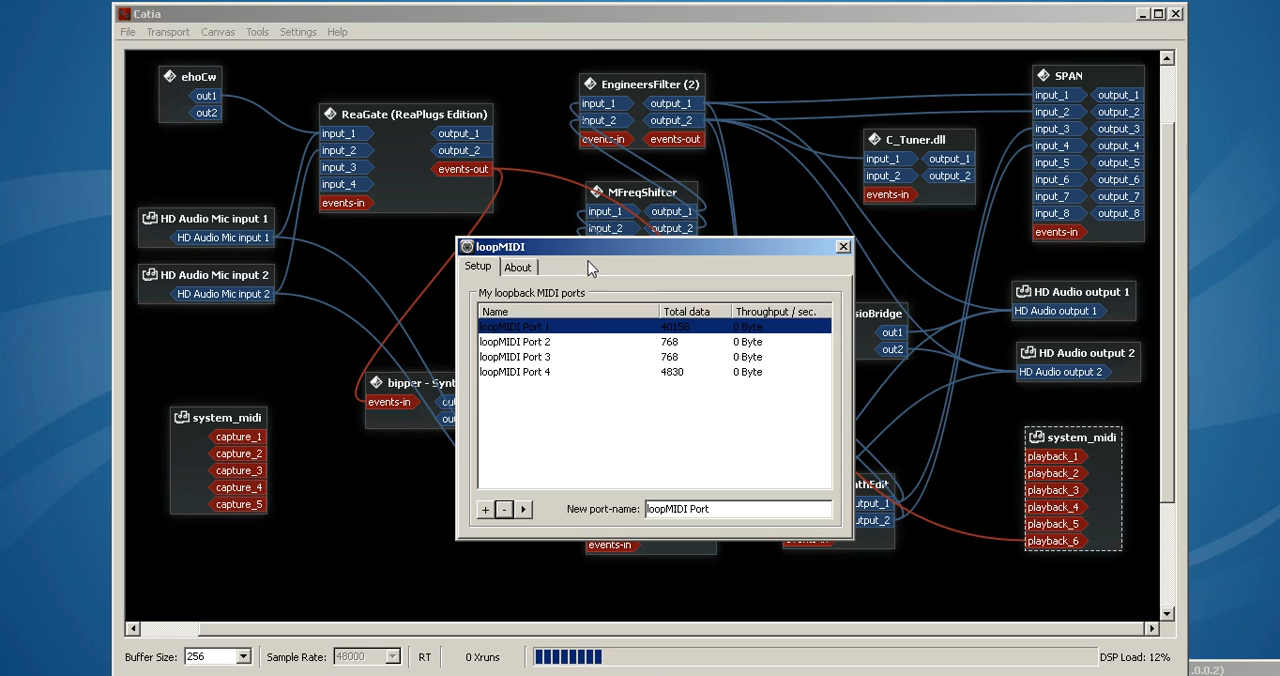 Catia
File Transport Canvas Tools Settings Help
ehoCw
out1
out2
ReaGate (ReaPlugs Edition)
input_1 output_1
input_2 output_2
input_3 events-out
input_4
events-in
EngineersFilter (2)
input_1 output_1
input_2 output_2
events-in events-out
MFreqShifter
input_1 output_1
input_2 output_2
C_Tuner.dll
input_1 output_1
input_2 output_2
events-in
SPAN
input_1 output_1
input_2 output_2
input_3 output_3
input_4 output_4
input_5 output_5
input_6 output_6
input_7 output_7
input_8 output_8
events-in
HD Audio Mic input 1
HD Audio Mic input 1
HD Audio Mic input 2
HD Audio Mic input 2
loopMIDI
Setup About
My loopback MIDI ports
Name Total data Throughput / sec.
loopMIDI Port 1 40158 0 Byte
loopMIDI Port 2 768 0 Byte
loopMIDI Port 3 768 0 Byte
loopMIDI Port 4 4830 0 Byte
+ - New port-name: loopMIDI Port
sioBridge
out1
out2
HD Audio output 1
HD Audio output 1
HD Audio output 2
HD Audio output 2
bipper - Synt
events-in
system_midi
capture_1
capture_2
capture_3
capture_4
capture_5
system_midi
playback_1
playback_2
playback_3
playback_4
playback_5
playback_6
athEdit
utput_1
utput_2
events-in
Buffer Size: 256 Sample Rate: 48000 RT 0 Xruns DSP Load: 12%
.0.0.2)